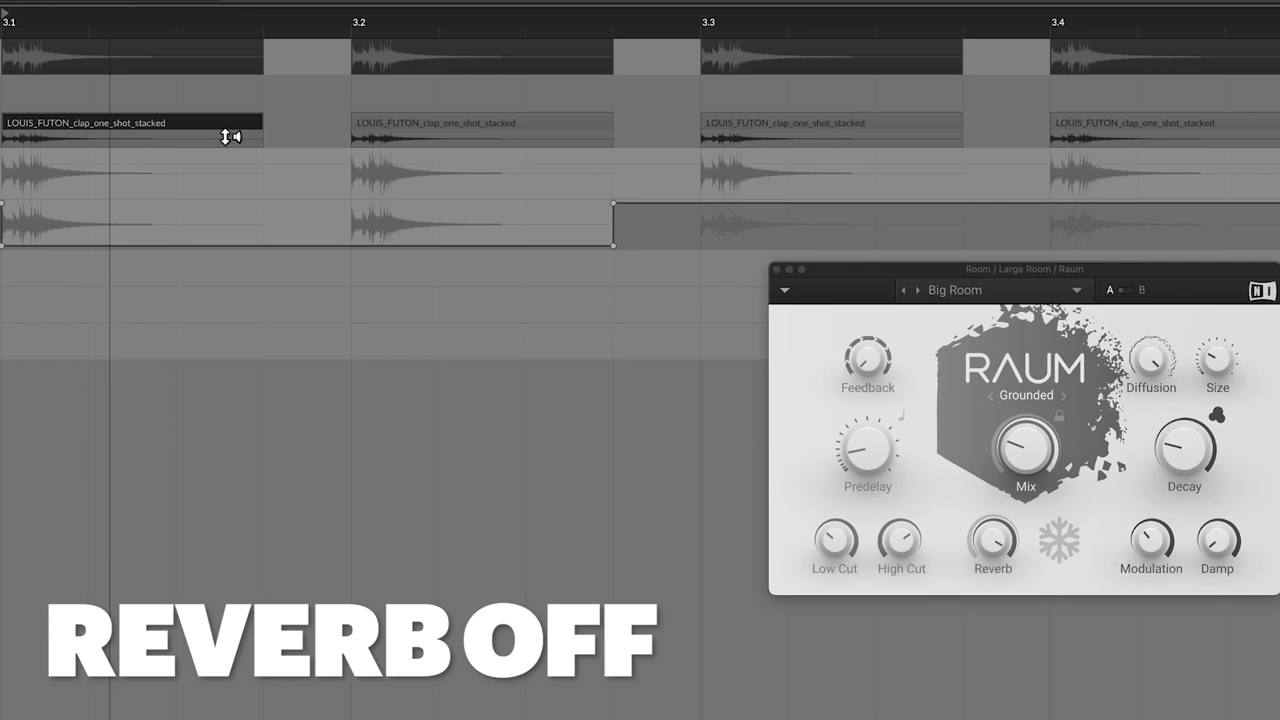 3.1 3.2 3.3 3.4
LOUIS_FUTON_clap_one_shot_stacked LOUIS_FUTON_clap_one_shot_stacked LOUIS_FUTON_clap_one_shot_stacked LOUIS_FUTON_clap_one_shot_stacked
Room / Large Room / Raum
Big Room A B NI
RAUM
Grounded
Feedback Diffusion Size
Predelay Mix Decay
Low Cut High Cut Reverb Modulation Damp
REVERB OFF